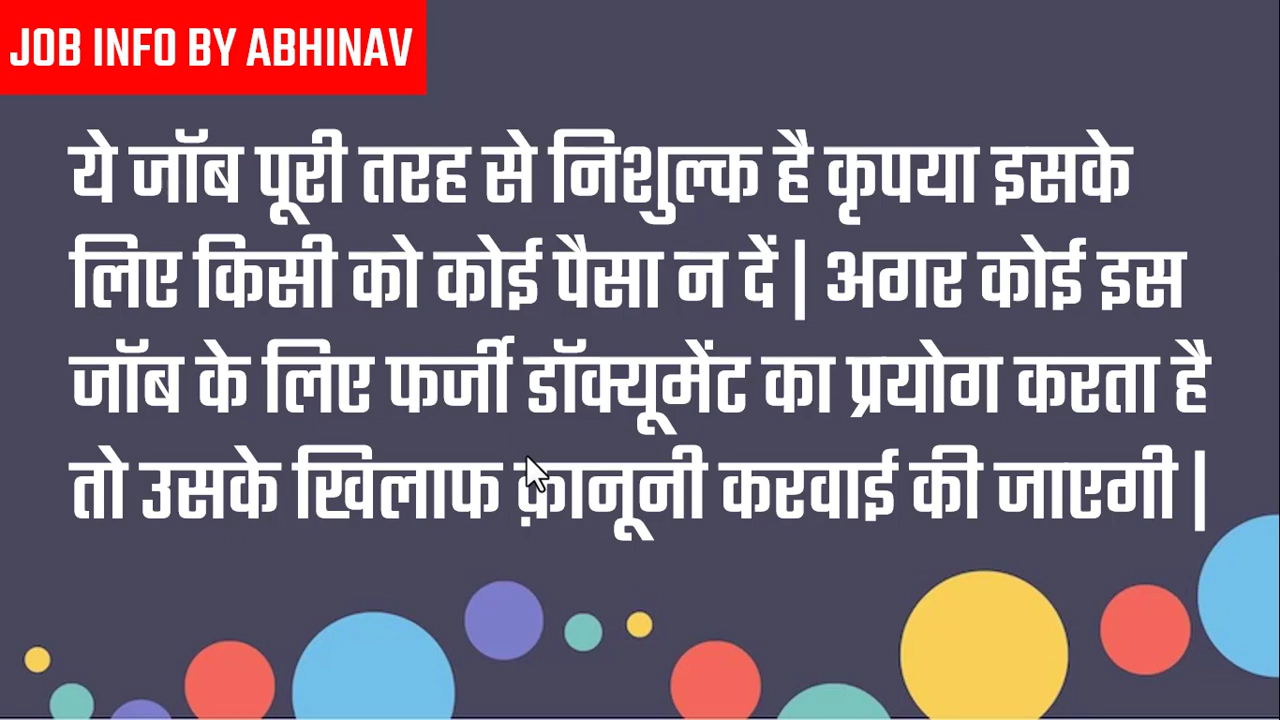 JOB INFO BY ABHINAV
ये जॉब पूरी तरह से निशुल्क है कृपया इसके
लिए किसी को कोई पैसा न दें | अगर कोई इस
जॉब के लिए फर्जी डॉक्यूमेंट का प्रयोग करता है
तो उसके खिलाफ क़ानूनी करवाई की जाएगी |